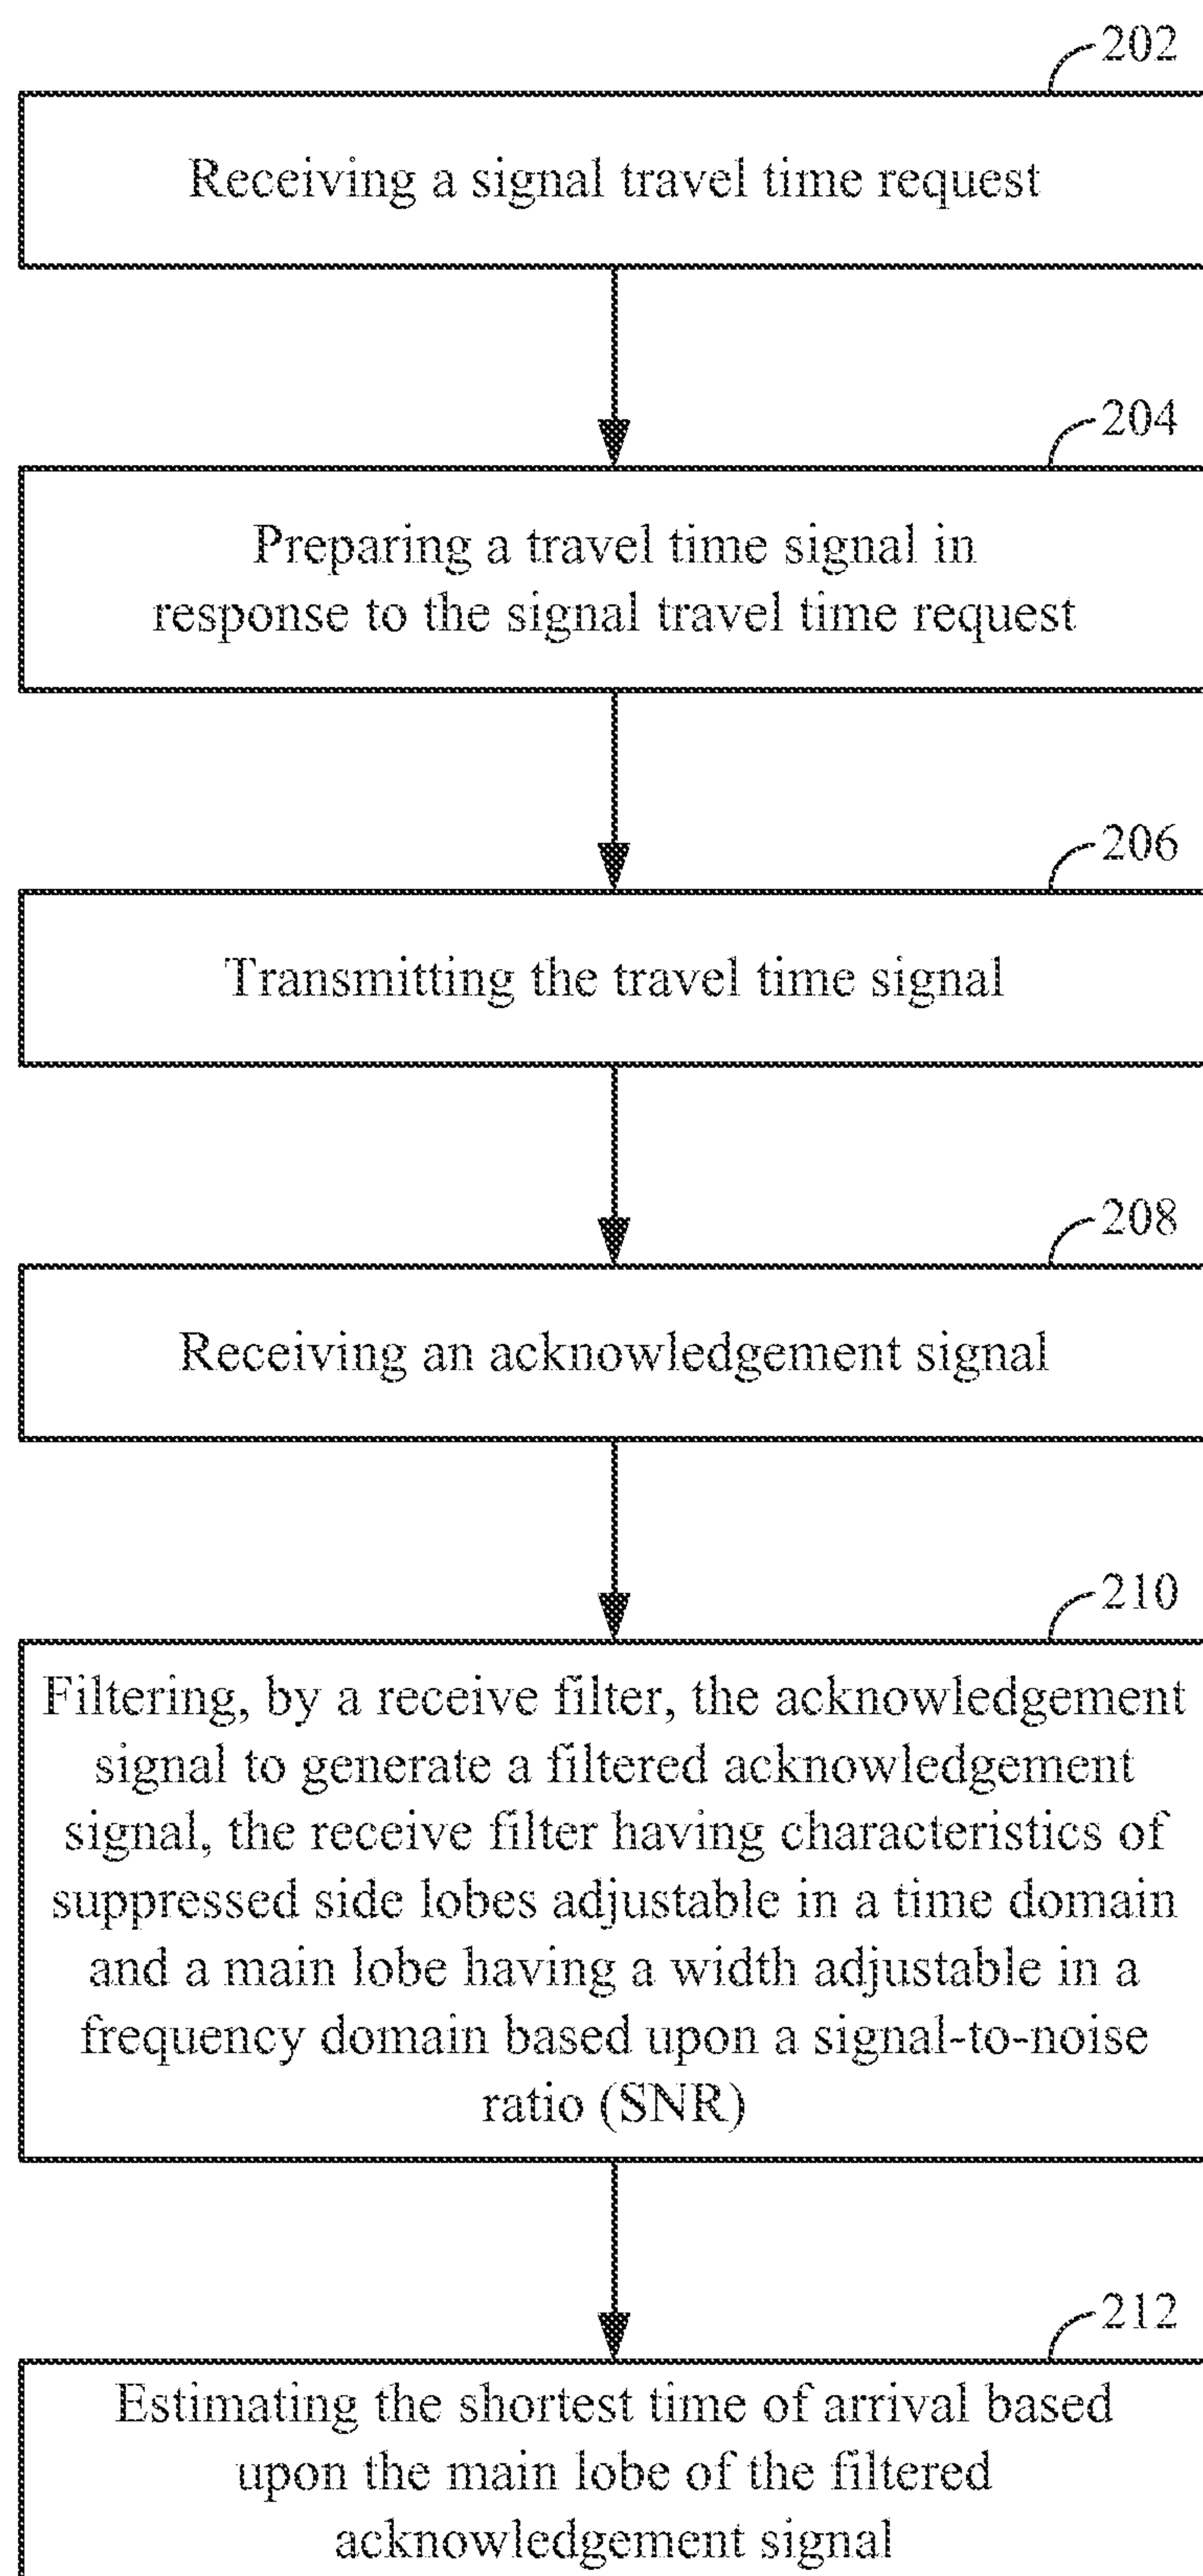 202
Receiving a signal travel time request
204
Preparing a travel time signal in
response to the signal travel time request
206
Transmitting the travel time signal
208
Receiving an acknowledgement signal
210
Filtering, by a receive filter, the acknowledgement
signal to generate a filtered acknowledgement
signal, the receive filter having characteristics of
suppressed side lobes adjustable in a time domain
and a main lobe having a width adjustable in a
frequency domain based upon a signal-to-noise
ratio (SNR)
212
Estimating the shortest time of arrival based
upon the main lobe of the filtered
acknowledgement signal